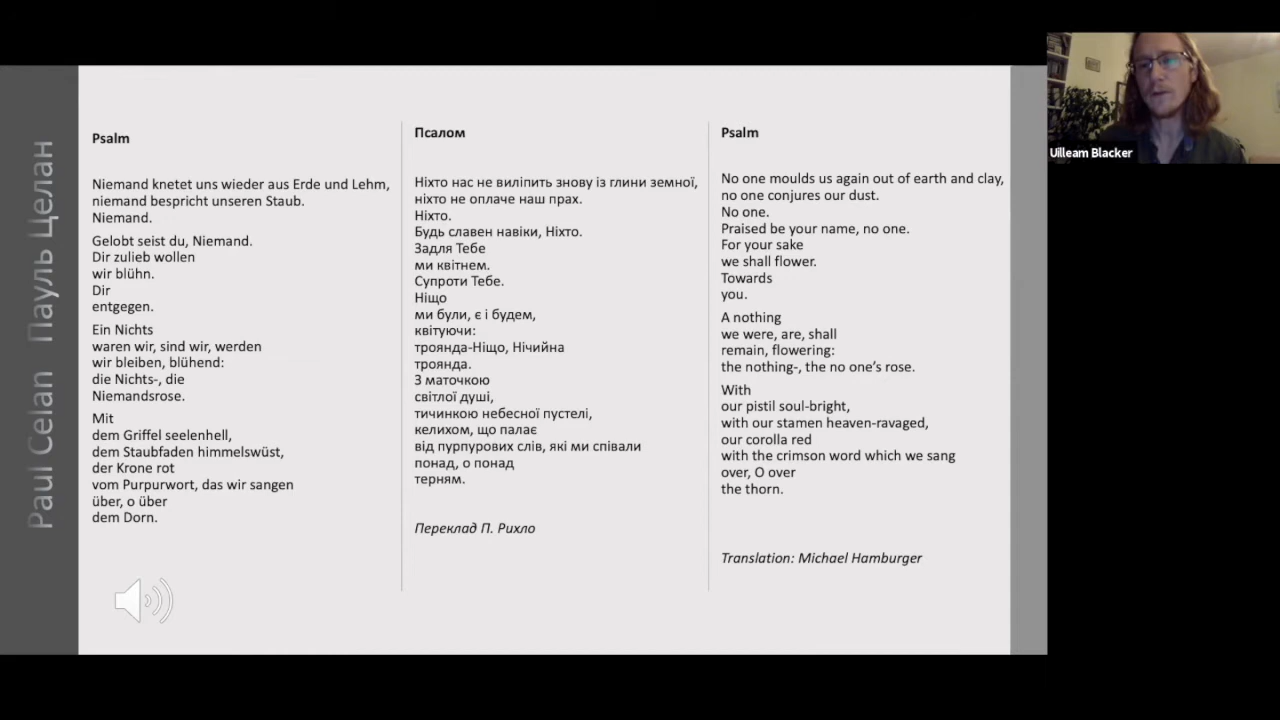 Paul Celan Пауль Целан
Psalm
Niemand knetet uns wieder aus Erde und Lehm,
niemand bespricht unseren Staub.
Niemand.
Gelobt seist du, Niemand.
Dir zulieb wollen
wir blühn.
Dir
entgegen.
Ein Nichts
waren wir, sind wir, werden
wir bleiben, blühend:
die Nichts-, die
Niemandsrose.
Mit
dem Griffel seelenhell,
dem Staubfaden himmelswüst,
der Krone rot
vom Purpurwort, das wir sangen
über, o über
dem Dorn.
Псалом
Ніхто нас не виліпить знову із глини земної,
ніхто не оплаче наш прах.
Ніхто.
Будь славен навіки, Ніхто.
Задля Тебе
ми квітнем.
Супроти Тебе.
Ніщо
ми були, є і будем,
квітуючи:
троянда-Ніщо, Нічийна
троянда.
З маточкою
світлої душі,
тичинкою небесної пустелі,
келихом, що палає
від пурпурових слів, які ми співали
понад, о понад
терням.
Переклад П. Рихло
Psalm
No one moulds us again out of earth and clay,
no one conjures our dust.
No one.
Praised be your name, no one.
For your sake
we shall flower.
Towards
you.
A nothing
we were, are, shall
remain, flowering:
the nothing-, the no one’s rose.
With
our pistil soul-bright,
with our stamen heaven-ravaged,
our corolla red
with the crimson word which we sang
over, O over
the thorn.
Translation: Michael Hamburger
Uilleam Blacker